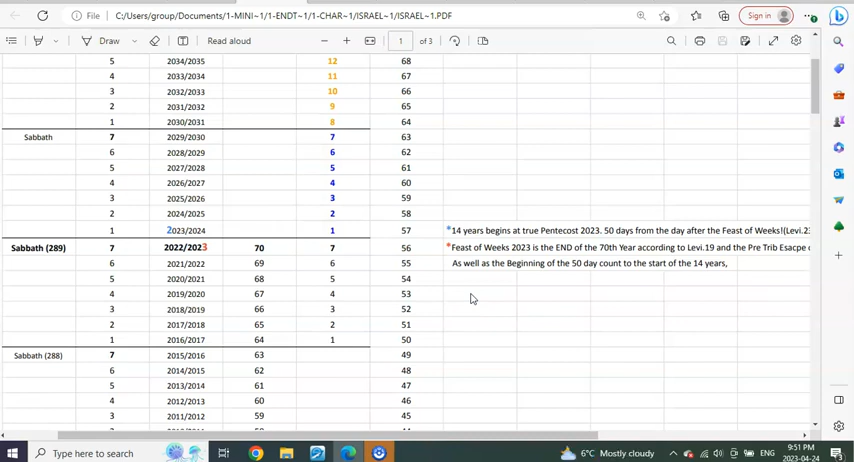 C:/Users/group/Documents/1-MINI~1/1-ENDT~1/1-CHAR~1/ISRAEL~1/ISRAEL~1.PDF
File
Sign in
Draw
Read aloud
1
of 3
5 2034/2035 12 68
4 2033/2034 11 67
3 2032/2033 10 66
2 2031/2032 9 65
1 2030/2031 8 64
Sabbath 7 2029/2030 7 63
6 2028/2029 6 62
5 2027/2028 5 61
4 2026/2027 4 60
3 2025/2026 3 59
2 2024/2025 2 58
1 2023/2024 1 57 *14 years begins at true Pentecost 2023. 50 days from the day after the Feast of Weeks!(Levi.23
Sabbath (289) 7 2022/2023 70 7 56 *Feast of Weeks 2023 is the END of the 70th Year according to Levi.19 and the Pre Trib Esacpe
6 2021/2022 69 6 55 As well as the Beginning of the 50 day count to the start of the 14 years,
5 2020/2021 68 5 54
4 2019/2020 67 4 53
3 2018/2019 66 3 52
2 2017/2018 65 2 51
1 2016/2017 64 1 50
Sabbath (288) 7 2015/2016 63 49
6 2014/2015 62 48
5 2013/2014 61 47
4 2012/2013 60 46
3 2011/2012 59 45
Type here to search
6°C Mostly cloudy
ENG
9:51 PM
2023-04-24